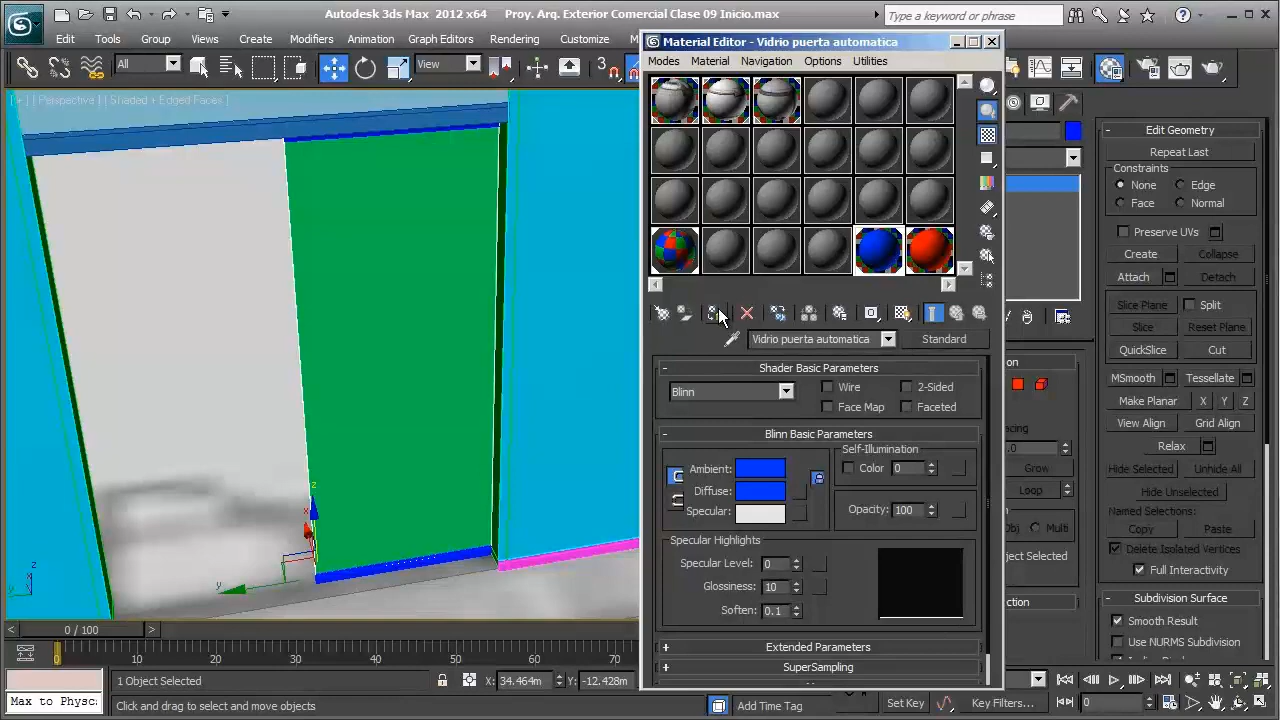 Autodesk 3ds Max 2012 x64    Proy. Arq. Exterior Comercial Clase 09 Inicio.max
Type a keyword or phrase
Edit Tools Group Views Create Modifiers Animation Graph Editors Rendering Customize
All
View
[ + ] [ Perspective ] [ Shaded + Edged Faces ]
Material Editor - Vidrio puerta automatica
Modes Material Navigation Options Utilities
Vidrio puerta automatica
Standard
Shader Basic Parameters
Blinn
Wire
2-Sided
Face Map
Faceted
Blinn Basic Parameters
Self-Illumination
Ambient:
Color 0
Diffuse:
Specular:
Opacity: 100
Specular Highlights
Specular Level: 0
Glossiness: 10
Soften: 0.1
Extended Parameters
SuperSampling
Edit Geometry
Repeat Last
Constraints
None
Edge
Face
Normal
Preserve UVs
Create
Collapse
Attach
Detach
Slice Plane
Split
Slice
Reset Plane
QuickSlice
Cut
MSmooth
Tessellate
Make Planar
X Y Z
View Align
Grid Align
Relax
Hide Selected
Unhide All
Hide Unselected
Named Selections:
Copy
Paste
Delete Isolated Vertices
Full Interactivity
Subdivision Surface
Smooth Result
Use NURMS Subdivision
Grow
Loop
Multi
0 / 100
0 10 20 30 40 50 60 70
1 Object Selected
X: 34.464m
Y: -12.428m
Max to Physc
Click and drag to select and move objects
Add Time Tag
Set Key
Key Filters...
0